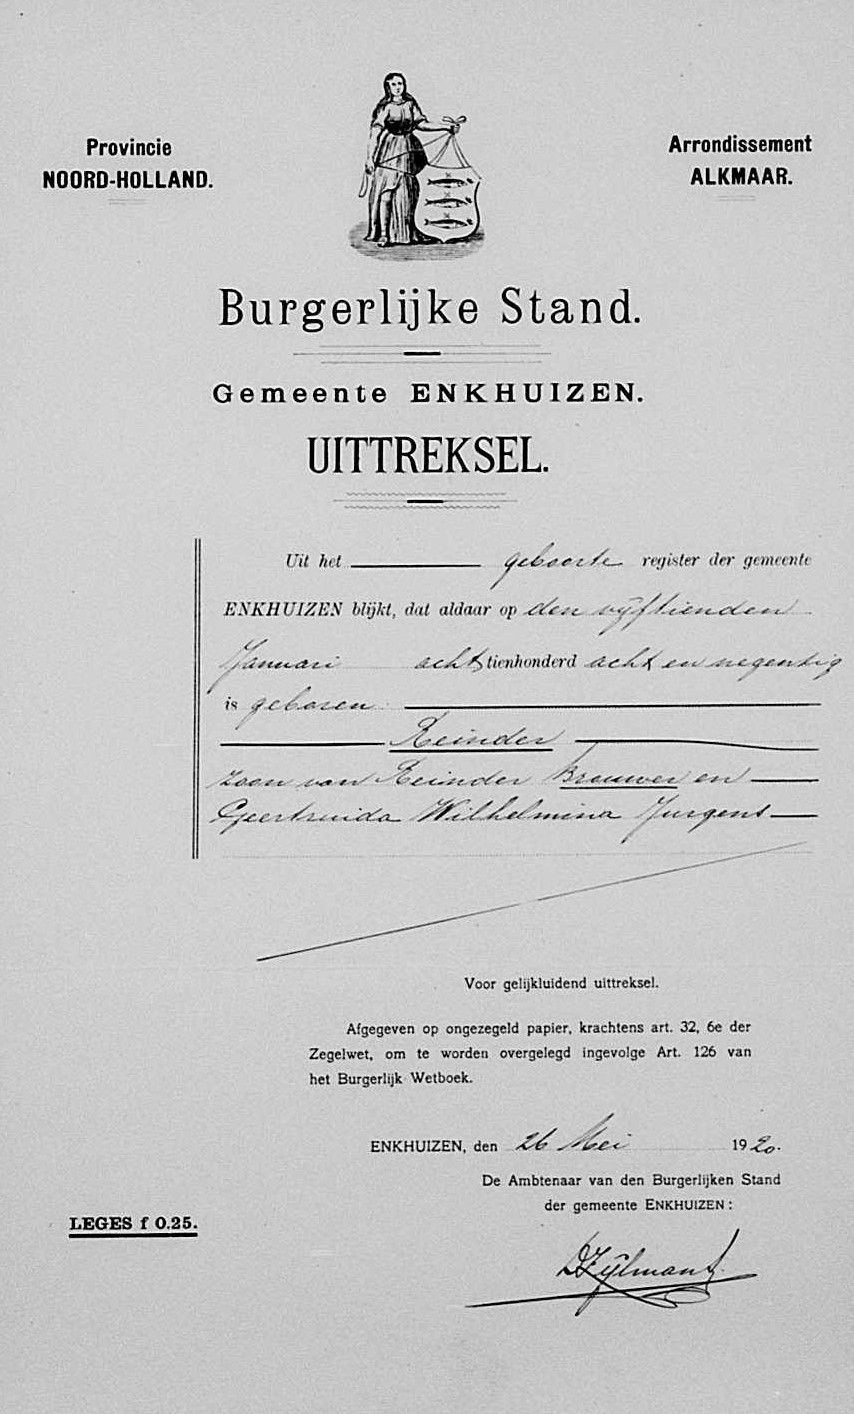 Provincie
NOORD-HOLLAND.
Arrondissement
ALKMAAR.
Burgerlijke Stand.
Gemeente ENKHUIZEN.
UITTREKSEL.
Uit het geboorte register der gemeente
ENKHUIZEN blijkt, dat aldaar op den vijftienden
Januari achttienhonderd acht en negentig
is geboren
Reinder
zoon van Reinder Brouwer en
Geertruida Wilhelmina Jurgens
Voor gelijkluidend uittreksel.
Afgegeven op ongezegeld papier, krachtens art. 32, 6e der
Zegelwet, om te worden overgelegd ingevolge Art. 126 van
het Burgerlijk Wetboek.
ENKHUIZEN, den 26 Mei 1920.
De Ambtenaar van den Burgerlijken Stand
der gemeente ENKHUIZEN:
LEGES f 0.25.